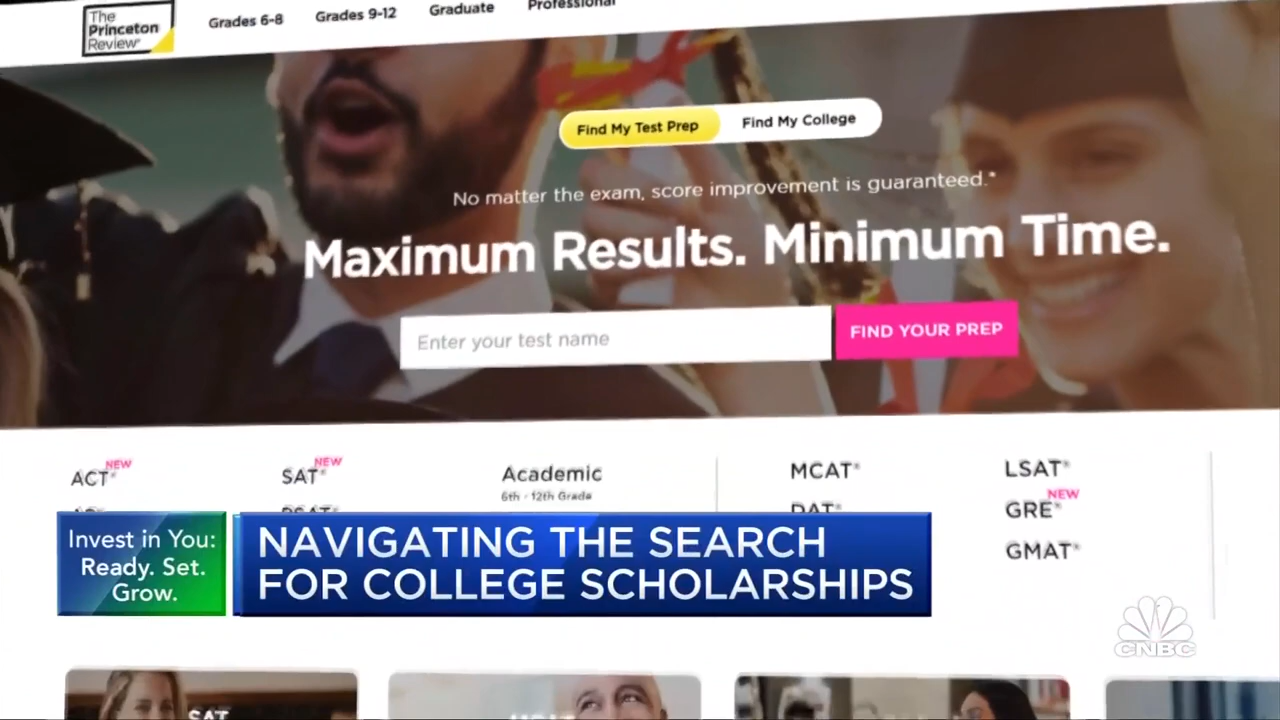 The
Princeton
Review®
Grades 6-8
Grades 9-12
Graduate
Professional
Find My Test Prep
Find My College
No matter the exam, score improvement is guaranteed.*
Maximum Results. Minimum Time.
Enter your test name
FIND YOUR PREP
ACT® NEW
SAT® NEW
Academic
6th - 12th Grade
MCAT®
DAT®
LSAT®
GRE® NEW
GMAT®
Invest in You:
Ready. Set.
Grow.
NAVIGATING THE SEARCH
FOR COLLEGE SCHOLARSHIPS
CNBC
SAT